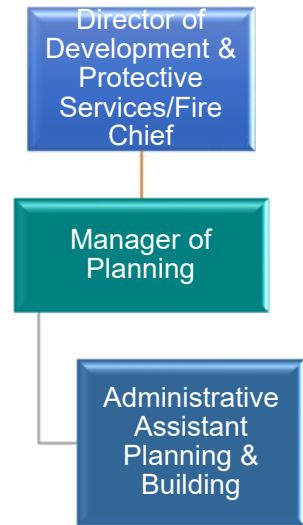 Director of
Development &
Protective
Services/Fire
Chief
Manager of
Planning
Administrative
Assistant
Planning &
Building